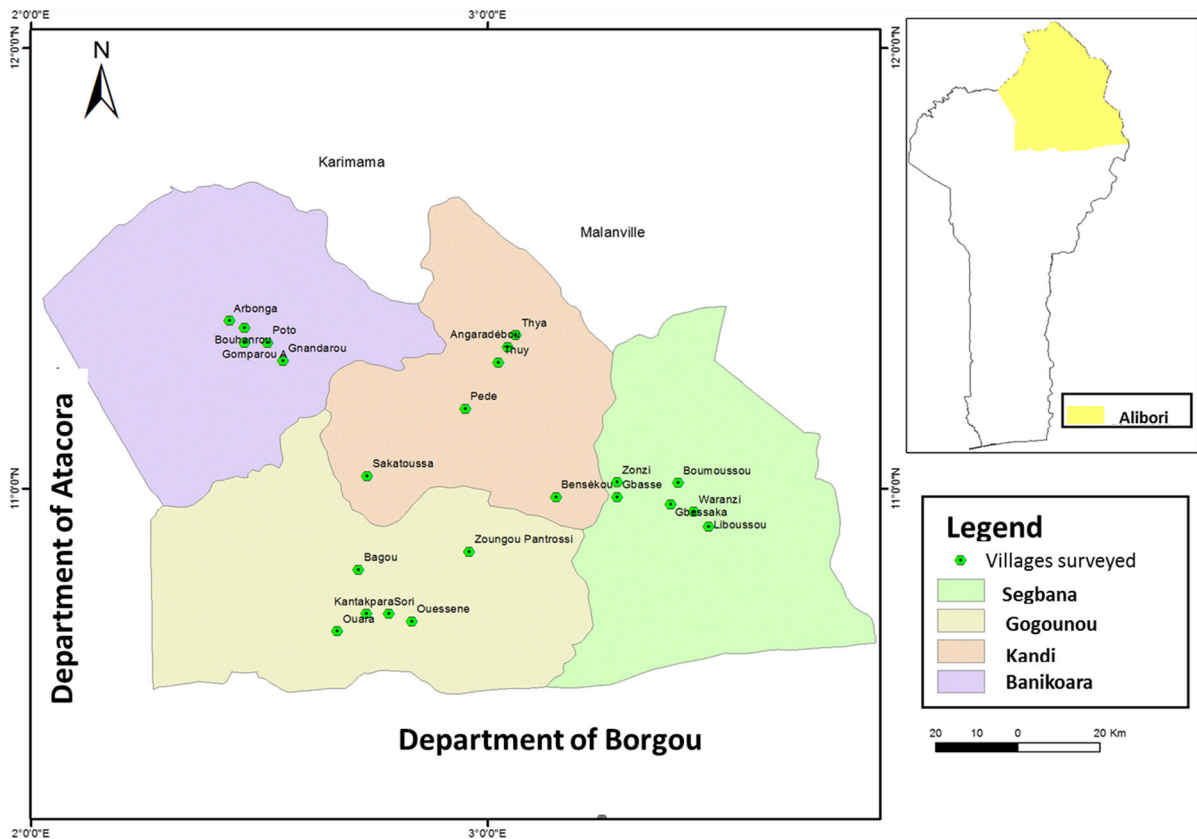 2°0'0"E
3°0'0"E
12°0'0"N
12°0'0"N
N
Karimama
Malanville
Arbonga
Poto
Bouhanrou
Gnandarou
Gomparou A
Thya
Angaradébou
Thuy
Pede
Sakatoussa
Bensékou
Zonzi
Gbasse
Boumoussou
Waranzi
Gbessaka
Liboussou
Zoungou Pantrossi
Bagou
Kantakpara
Sori
Ouessene
Ouara
11°0'0"N
11°0'0"N
Department of Atacora
Department of Borgou
2°0'0"E
3°0'0"E
Alibori
Legend
Villages surveyed
Segbana
Gogounou
Kandi
Banikoara
20 10 0 20 Km